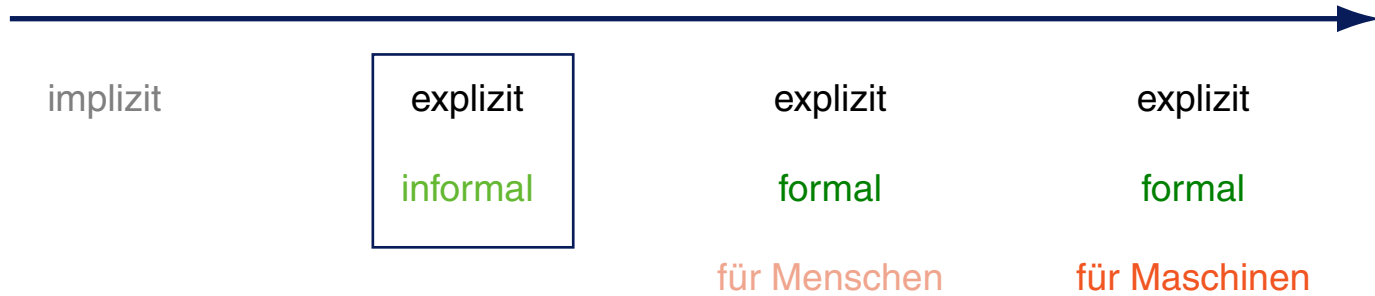 implizit explizit explizit explizit
informal formal formal
für Menschen für Maschinen